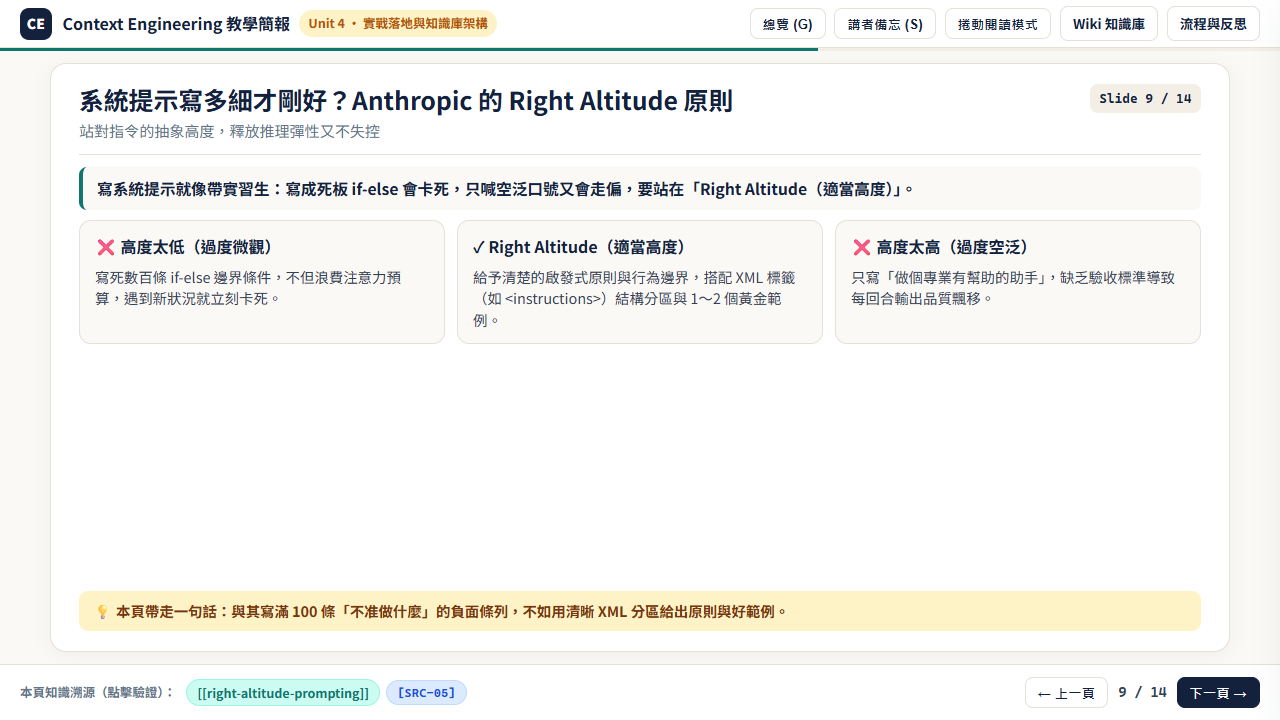 CE Context Engineering 教學簡報 Unit 4 · 實戰落地與知識庫架構 總覽 (G) 講者備忘 (S) 捲動閱讀模式 Wiki 知識庫 流程與反思
系統提示寫多細才剛好？Anthropic 的 Right Altitude 原則
Slide 9 / 14
站對指令的抽象高度，釋放推理彈性又不失控
寫系統提示就像帶實習生：寫成死板 if-else 會卡死，只喊空泛口號又會走偏，要站在「Right Altitude（適當高度）」。
❌ 高度太低（過度微觀）
寫死數百條 if-else 邊界條件，不但浪費注意力預
算，遇到新狀況就立刻卡死。
✓ Right Altitude（適當高度）
給予清楚的啟發式原則與行為邊界，搭配 XML 標籤
（如 <instructions>）結構分區與 1～2 個黃金範
例。
❌ 高度太高（過度空泛）
只寫「做個專業有幫助的助手」，缺乏驗收標準導致
每回合輸出品質飄移。
💡 本頁帶走一句話：與其寫滿 100 條「不准做什麼」的負面條列，不如用清晰 XML 分區給出原則與好範例。
本頁知識溯源（點擊驗證）： [[right-altitude-prompting]] [SRC-05] ← 上一頁 9 / 14 下一頁 →